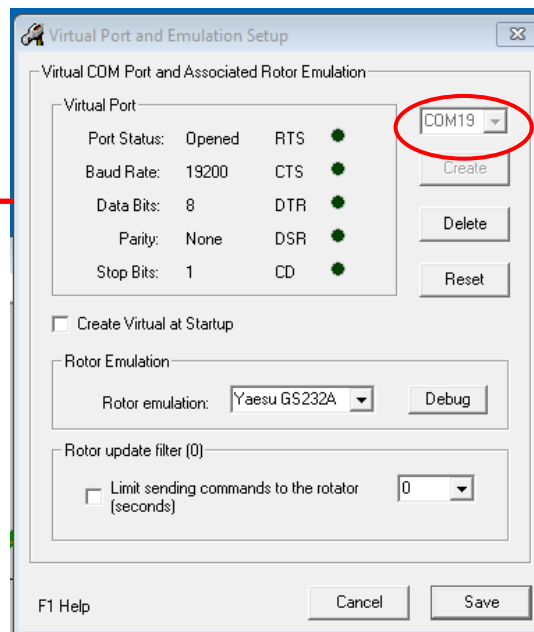 Virtual Port and Emulation Setup
Virtual COM Port and Associated Rotor Emulation
Virtual Port
COM19
Port Status: Opened RTS
Baud Rate: 19200 CTS
Create
Data Bits: 8 DTR
Delete
Parity: None DSR
Stop Bits: 1 CD
Reset
Create Virtual at Startup
Rotor Emulation
Rotor emulation: Yaesu GS232A Debug
Rotor update filter (0)
Limit sending commands to the rotator 0
(seconds)
F1 Help Cancel Save